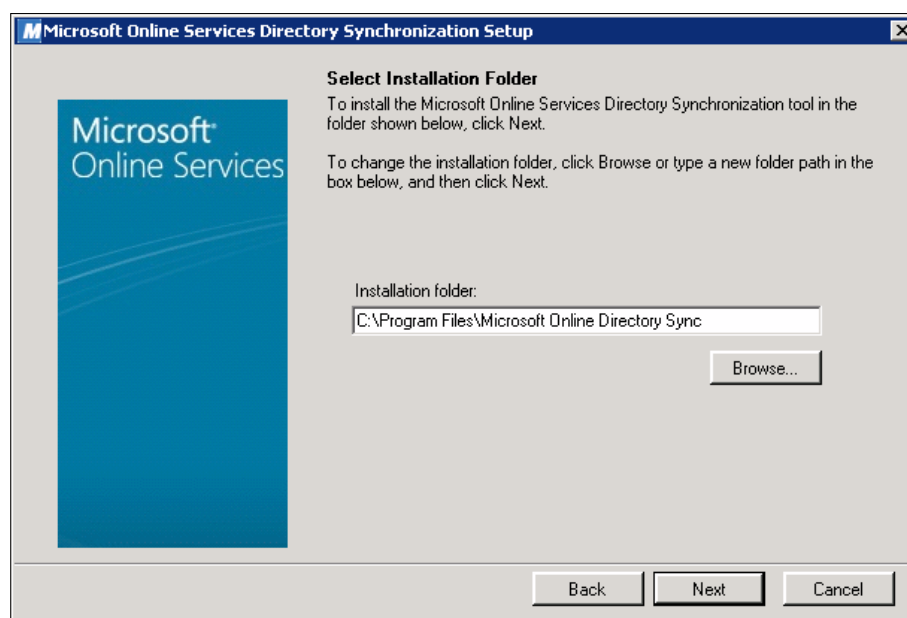 Microsoft Online Services Directory Synchronization Setup
Select Installation Folder
To install the Microsoft Online Services Directory Synchronization tool in the
folder shown below, click Next.
To change the installation folder, click Browse or type a new folder path in the
box below, and then click Next.
Microsoft
Online Services
Installation folder:
C:\Program Files\Microsoft Online Directory Sync
Browse...
Back
Next
Cancel